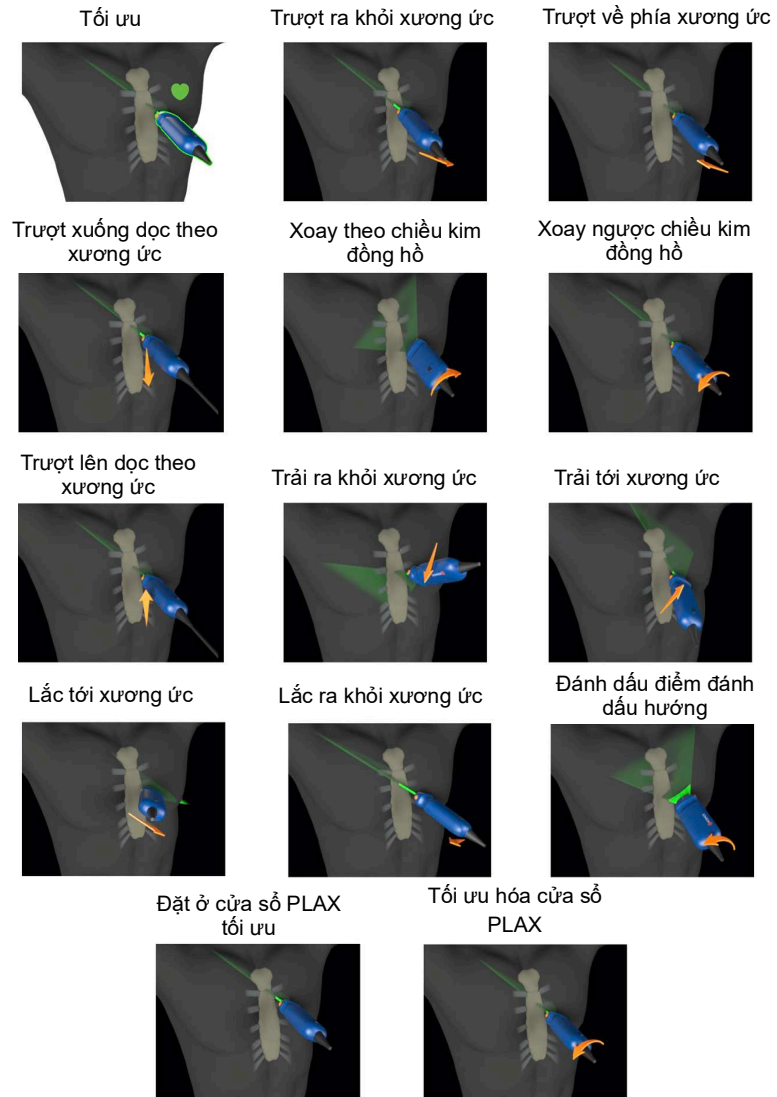 Tối ưu
Trượt ra khỏi xương ức
Trượt về phía xương ức
Trượt xuống dọc theo
xương ức
Xoay theo chiều kim
đồng hồ
Xoay ngược chiều kim
đồng hồ
Trượt lên dọc theo
xương ức
Trải ra khỏi xương ức
Trải tới xương ức
Lắc tới xương ức
Lắc ra khỏi xương ức
Đánh dấu điểm đánh
dấu hướng
Đặt ở cửa sổ PLAX
tối ưu
Tối ưu hóa cửa sổ
PLAX